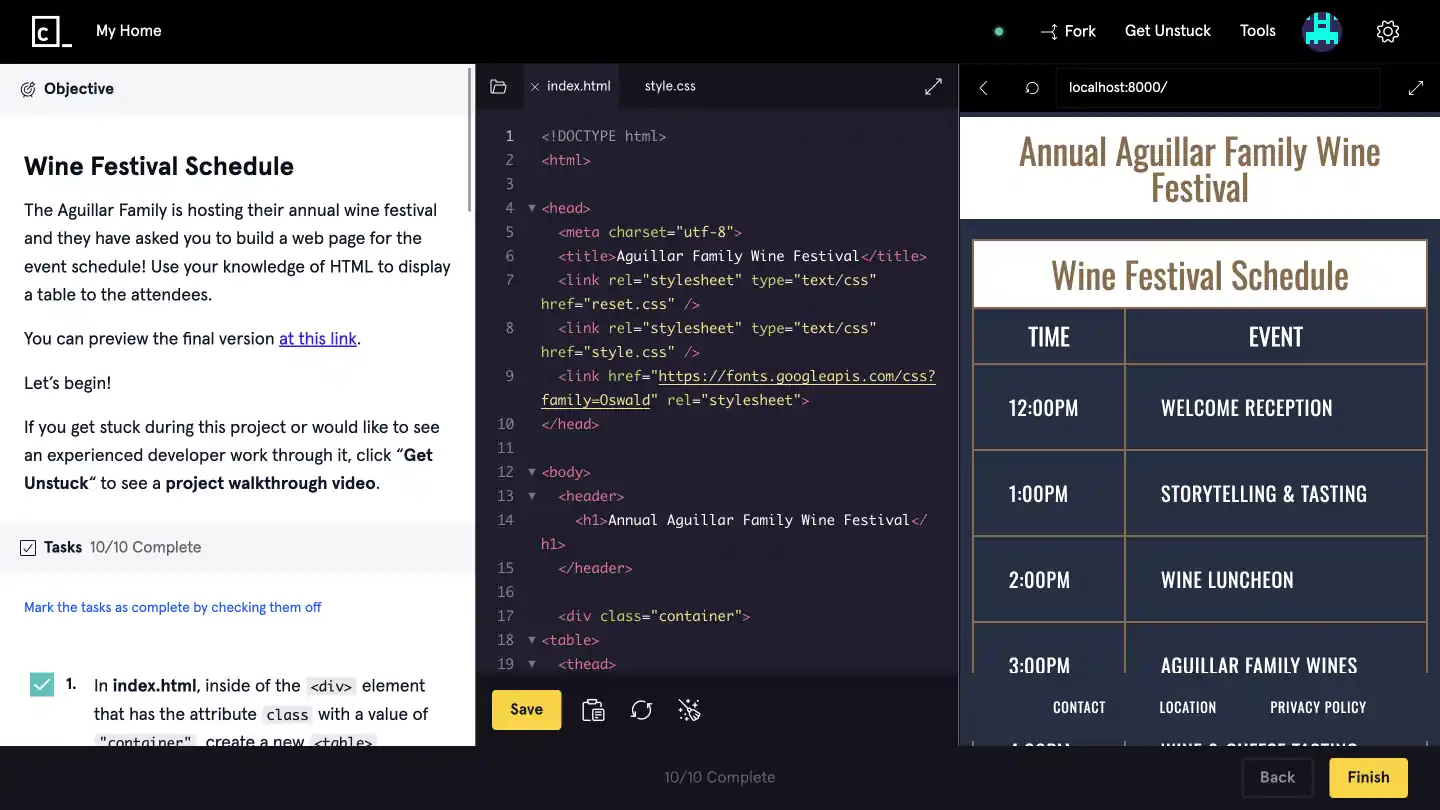 C_
My Home
Fork
Get Unstuck
Tools
Objective
Wine Festival Schedule
The Aguillar Family is hosting their annual wine festival
and they have asked you to build a web page for the
event schedule! Use your knowledge of HTML to display
a table to the attendees.
You can preview the final version at this link.
Let’s begin!
If you get stuck during this project or would like to see
an experienced developer work through it, click “Get
Unstuck“ to see a project walkthrough video.
Tasks 10/10 Complete
Mark the tasks as complete by checking them off
1. In index.html, inside of the <div> element
that has the attribute class with a value of
"container", create a new <table>
index.html
style.css
1 <!DOCTYPE html>
2 <html>
3
4 <head>
5 <meta charset="utf-8">
6 <title>Aguillar Family Wine Festival</title>
7 <link rel="stylesheet" type="text/css"
href="reset.css" />
8 <link rel="stylesheet" type="text/css"
href="style.css" />
9 <link href="https://fonts.googleapis.com/css?
family=Oswald" rel="stylesheet">
10 </head>
11
12 <body>
13 <header>
14 <h1>Annual Aguillar Family Wine Festival</
h1>
15 </header>
16
17 <div class="container">
18 <table>
19 <thead>
Save
localhost:8000/
Annual Aguillar Family Wine
Festival
Wine Festival Schedule
TIME EVENT
12:00PM WELCOME RECEPTION
1:00PM STORYTELLING & TASTING
2:00PM WINE LUNCHEON
3:00PM AGUILLAR FAMILY WINES
CONTACT LOCATION PRIVACY POLICY
4:00PM WINE & CHEESE TASTING
10/10 Complete
Back
Finish